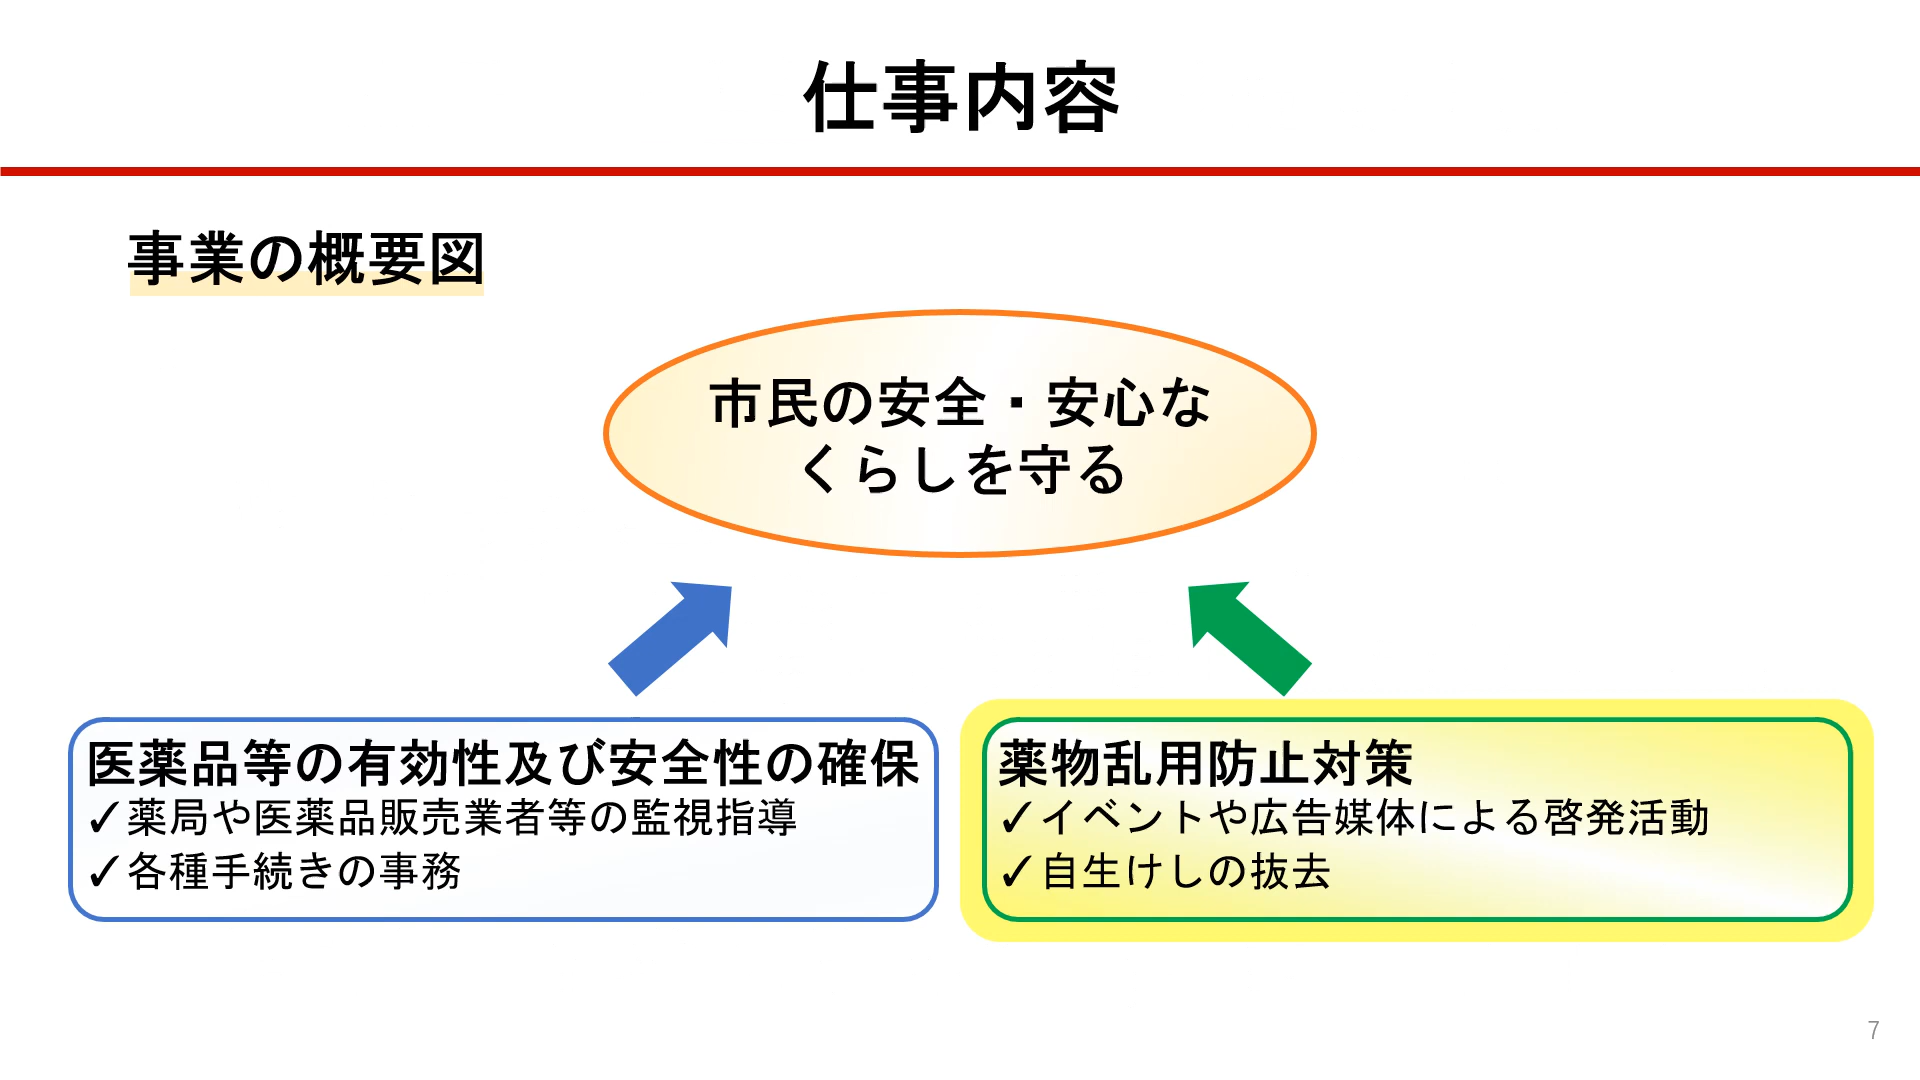 仕事内容
事業の概要図
市民の安全・安心な
くらしを守る
医薬品等の有効性及び安全性の確保
✓薬局や医薬品販売業者等の監視指導
✓各種手続きの事務
薬物乱用防止対策
✓イベントや広告媒体による啓発活動
✓自生けしの抜去
7